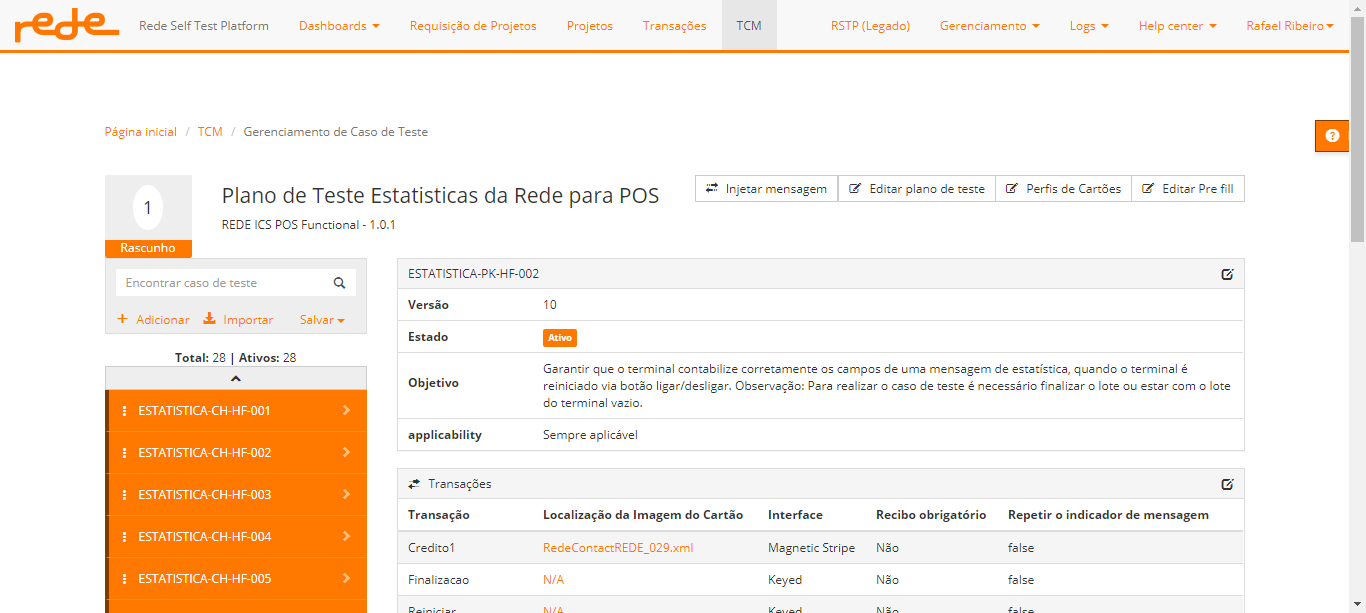 rede Rede Self Test Platform Dashboards Requisição de Projetos Projetos Transações TCM RSTP (Legado) Gerenciamento Logs Help center Rafael Ribeiro
Página inicial / TCM / Gerenciamento de Caso de Teste
?
1
Rascunho
Plano de Teste Estatisticas da Rede para POS
REDE ICS POS Functional - 1.0.1
Injetar mensagem Editar plano de teste Perfis de Cartões Editar Pre fill
Encontrar caso de teste
+ Adicionar Importar Salvar
Total: 28 | Ativos: 28
ESTATISTICA-CH-HF-001
ESTATISTICA-CH-HF-002
ESTATISTICA-CH-HF-003
ESTATISTICA-CH-HF-004
ESTATISTICA-CH-HF-005
ESTATISTICA-PK-HF-002
Versão 10
Estado Ativo
Objetivo Garantir que o terminal contabilize corretamente os campos de uma mensagem de estatística, quando o terminal é
reiniciado via botão ligar/desligar. Observação: Para realizar o caso de teste é necessário finalizar o lote ou estar com o lote
do terminal vazio.
applicability Sempre aplicável
Transações
Transação Localização da Imagem do Cartão Interface Recibo obrigatório Repetir o indicador de mensagem
Credito1 RedeContactREDE_029.xml Magnetic Stripe Não false
Finalizacao N/A Keyed Não false
Reiniciar N/A Keyed Não false